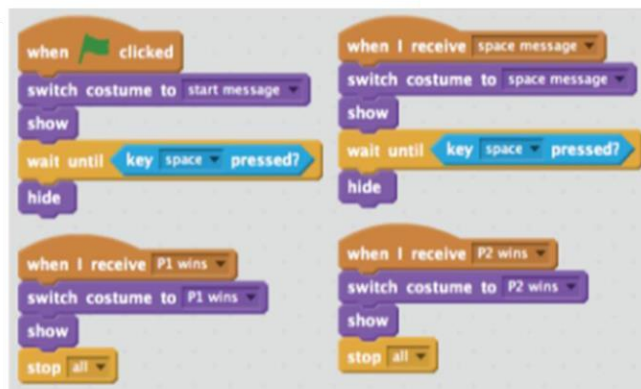 when clicked
switch costume to start message
show
wait until key space pressed?
hide
when I receive space message
switch costume to space message
show
wait until key space pressed?
hide
when I receive P1 wins
switch costume to P1 wins
show
stop all
when I receive P2 wins
switch costume to P2 wins
show
stop all